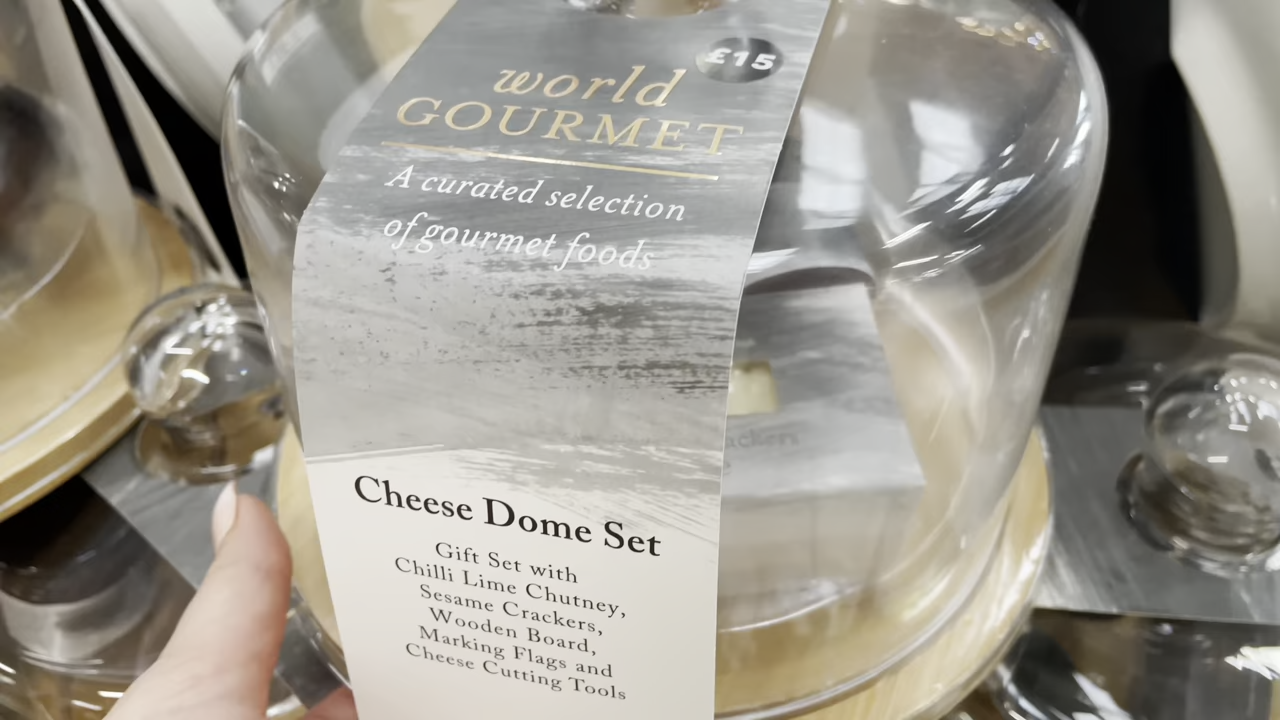 £15
world
GOURMET
A curated selection
of gourmet foods
Cheese Dome Set
Gift Set with
Chilli Lime Chutney,
Sesame Crackers,
Wooden Board,
Marking Flags and
Cheese Cutting Tools